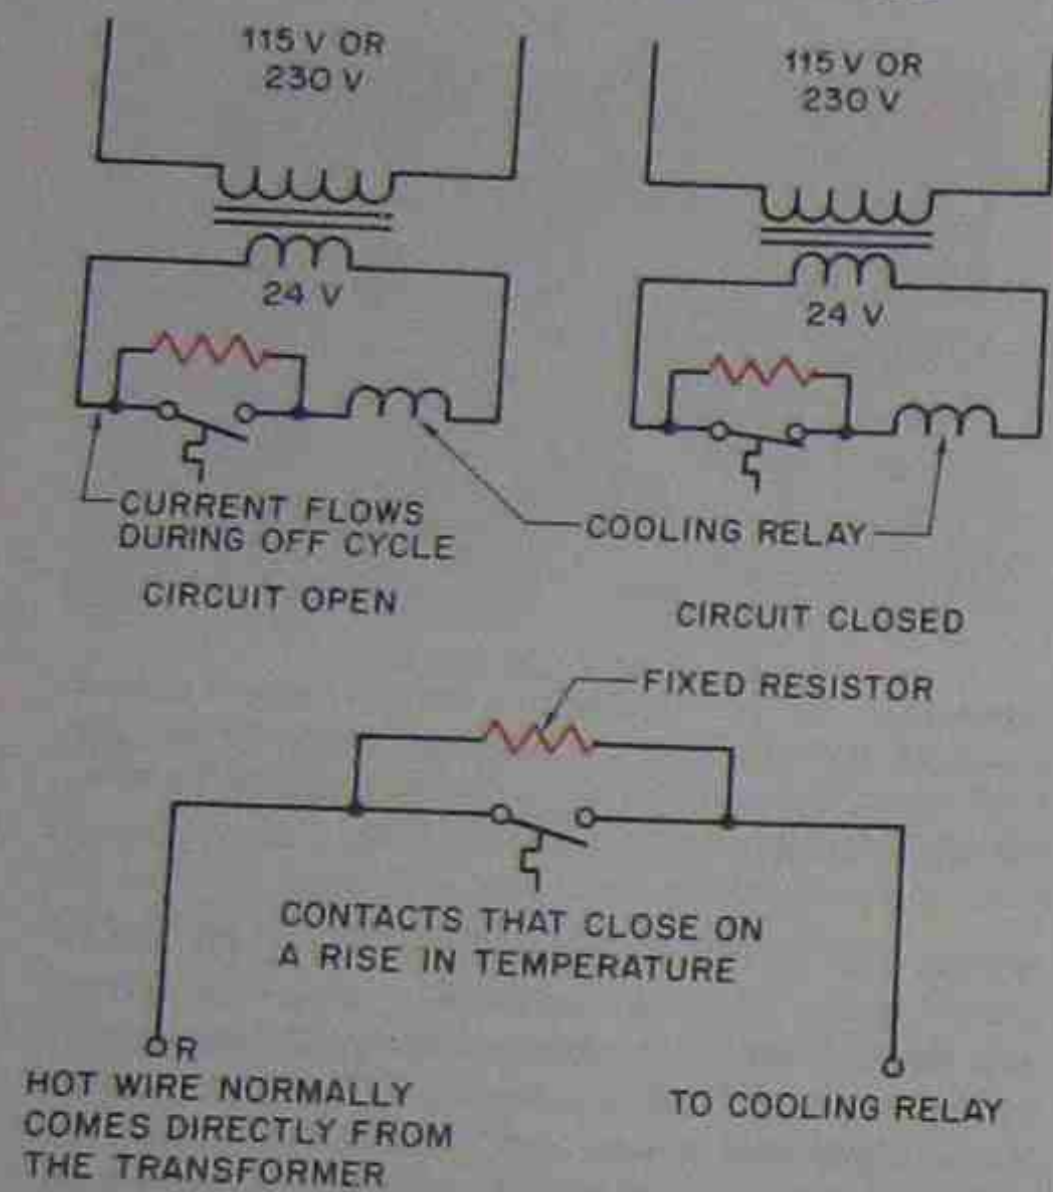 115 V OR
230 V
115 V OR
230 V
24 V
24 V
CURRENT FLOWS
DURING OFF CYCLE
COOLING RELAY
CIRCUIT OPEN
CIRCUIT CLOSED
FIXED RESISTOR
CONTACTS THAT CLOSE ON
A RISE IN TEMPERATURE
R
HOT WIRE NORMALLY
COMES DIRECTLY FROM
THE TRANSFORMER
TO COOLING RELAY